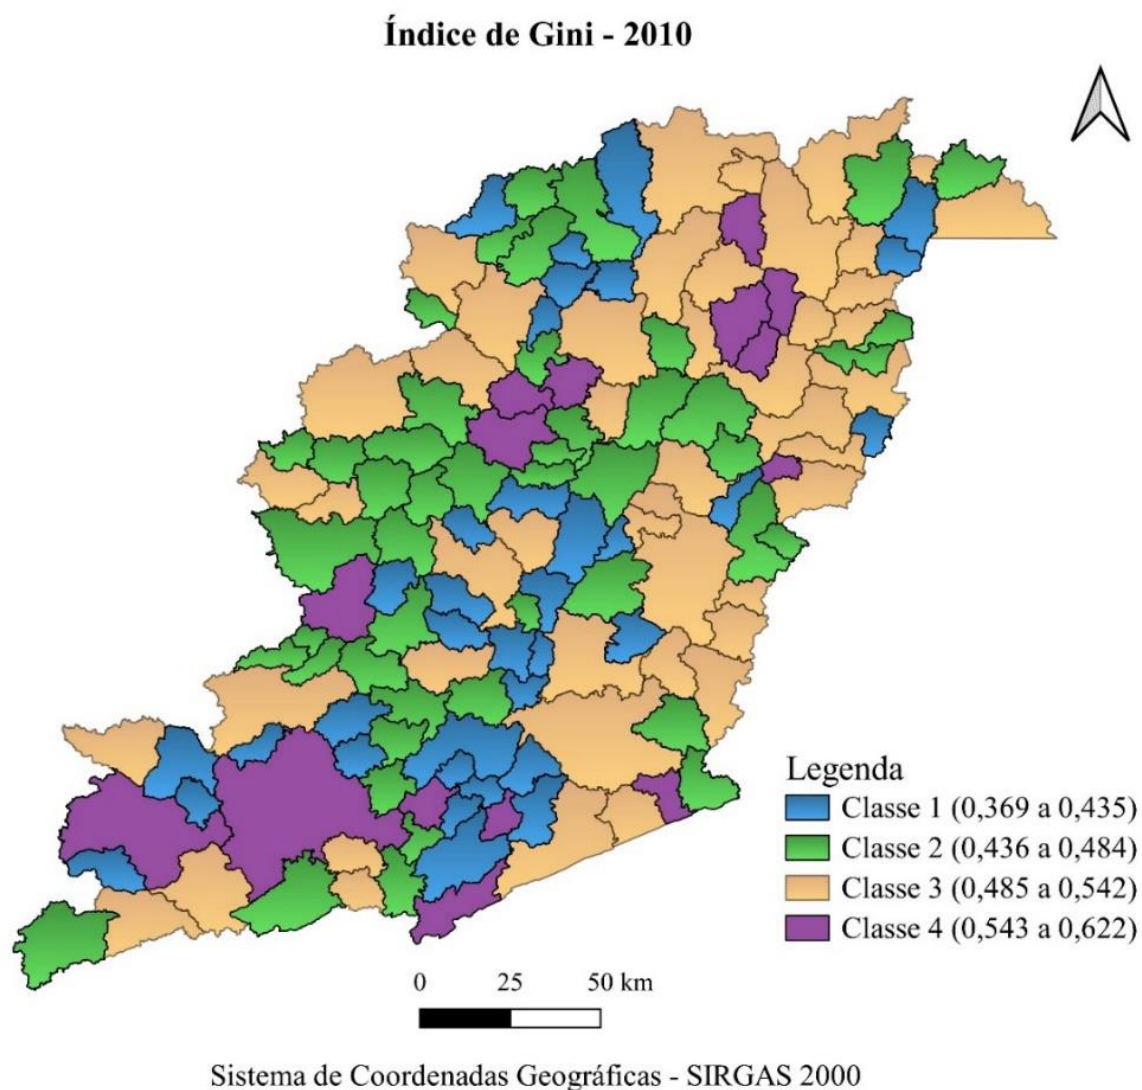 Índice de Gini - 2010
Legenda
Classe 1 (0,369 a 0,435)
Classe 2 (0,436 a 0,484)
Classe 3 (0,485 a 0,542)
Classe 4 (0,543 a 0,622)
0 25 50 km
Sistema de Coordenadas Geográficas - SIRGAS 2000